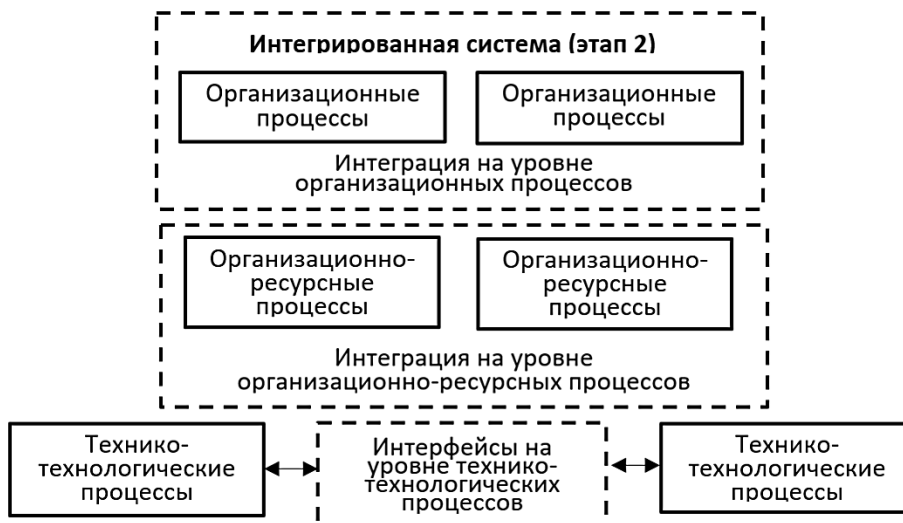 Интегрированная система (этап 2)
Организационные
процессы
Организационные
процессы
Интеграция на уровне
организационных процессов
Организационно-
ресурсные
процессы
Организационно-
ресурсные
процессы
Интеграция на уровне
организационно-ресурсных процессов
Технико-
технологические
процессы
Интерфейсы на
уровне технико-
технологических
процессов
Технико-
технологические
процессы